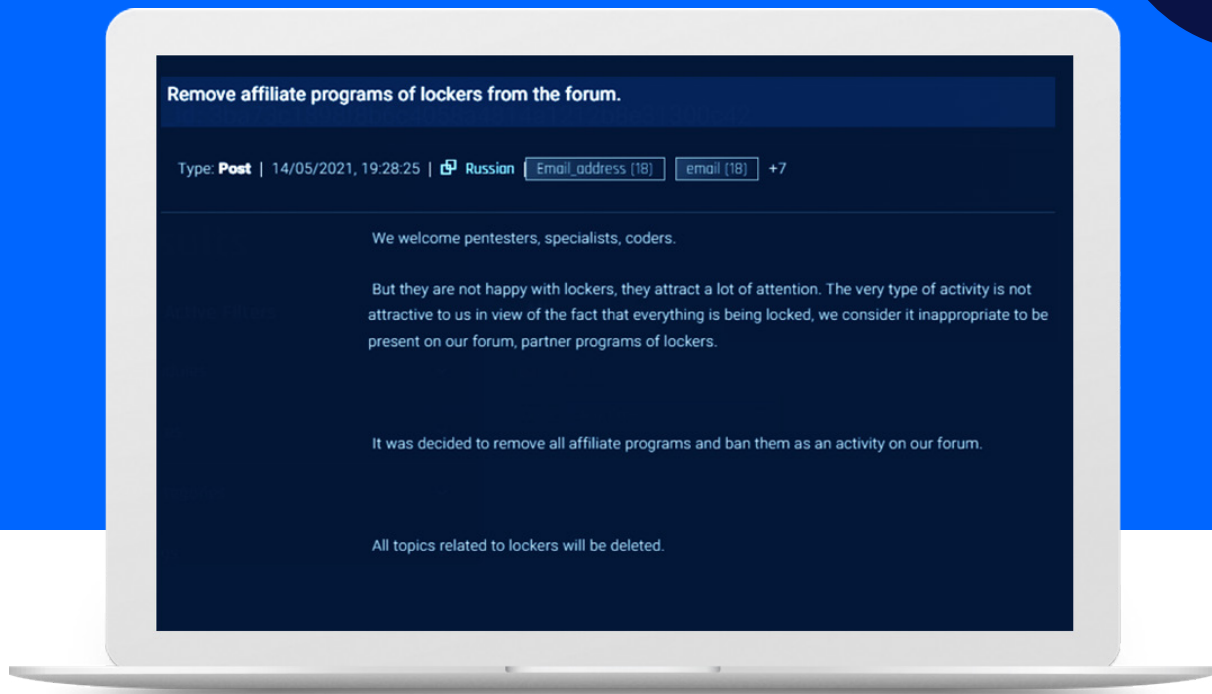 Remove affiliate programs of lockers from the forum.
Type: Post | 14/05/2021, 19:28:25 | Russian | Email_address (18) email (18) +7
We welcome pentesters, specialists, coders.
But they are not happy with lockers, they attract a lot of attention. The very type of activity is not
attractive to us in view of the fact that everything is being locked, we consider it inappropriate to be
present on our forum, partner programs of lockers.
It was decided to remove all affiliate programs and ban them as an activity on our forum.
All topics related to lockers will be deleted.